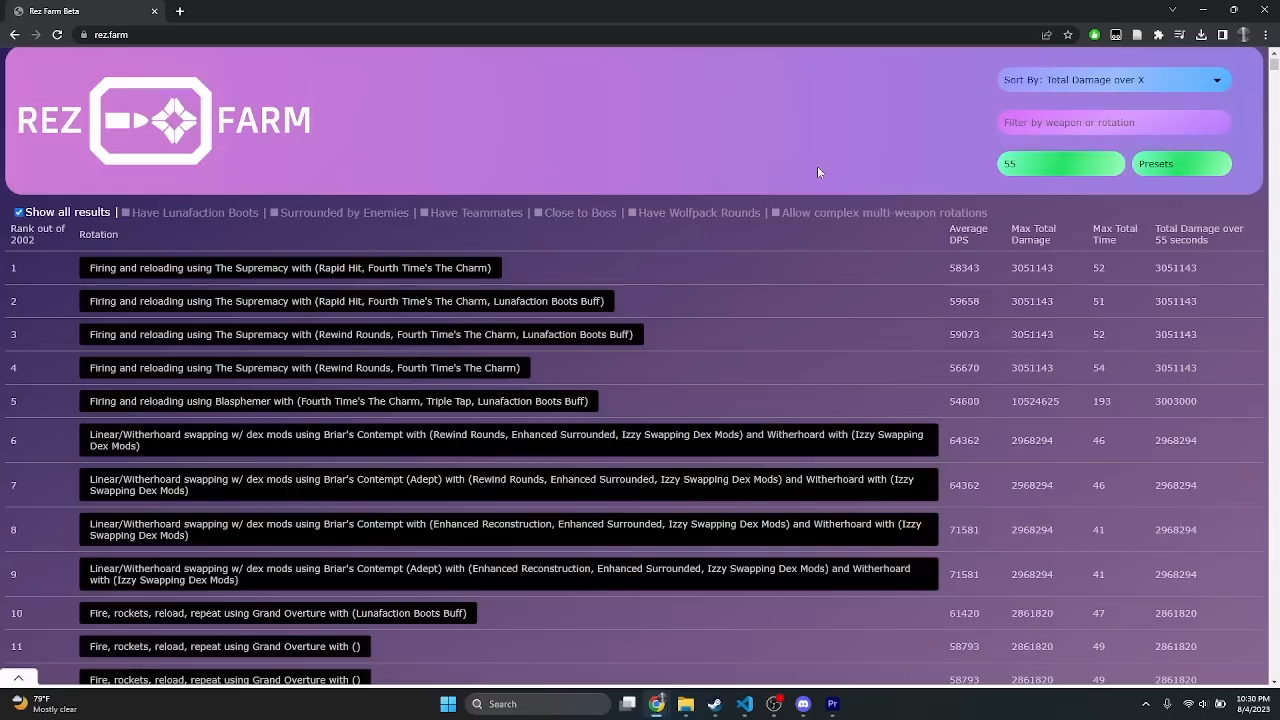 Rez Farm Beta
rez.farm
REZ FARM
Sort By: Total Damage over X
Filter by weapon or rotation
55 Presets
Show all results | Have Lunafaction Boots | Surrounded by Enemies | Have Teammates | Close to Boss | Have Wolfpack Rounds | Allow complex multi-weapon rotations
Rank out of 2002 Rotation Average DPS Max Total Damage Max Total Time Total Damage over 55 seconds
1 Firing and reloading using The Supremacy with (Rapid Hit, Fourth Time's The Charm) 58343 3051143 52 3051143
2 Firing and reloading using The Supremacy with (Rapid Hit, Fourth Time's The Charm, Lunafaction Boots Buff) 59658 3051143 51 3051143
3 Firing and reloading using The Supremacy with (Rewind Rounds, Fourth Time's The Charm, Lunafaction Boots Buff) 59073 3051143 52 3051143
4 Firing and reloading using The Supremacy with (Rewind Rounds, Fourth Time's The Charm) 56670 3051143 54 3051143
5 Firing and reloading using Blasphemer with (Fourth Time's The Charm, Triple Tap, Lunafaction Boots Buff) 54600 10524625 193 3003000
6 Linear/Witherhoard swapping w/ dex mods using Briar's Contempt with (Rewind Rounds, Enhanced Surrounded, Izzy Swapping Dex Mods) and Witherhoard with (Izzy Swapping
Dex Mods) 64362 2968294 46 2968294
7 Linear/Witherhoard swapping w/ dex mods using Briar's Contempt (Adept) with (Rewind Rounds, Enhanced Surrounded, Izzy Swapping Dex Mods) and Witherhoard with (Izzy
Swapping Dex Mods) 64362 2968294 46 2968294
8 Linear/Witherhoard swapping w/ dex mods using Briar's Contempt with (Enhanced Reconstruction, Enhanced Surrounded, Izzy Swapping Dex Mods) and Witherhoard with (Izzy
Swapping Dex Mods) 71581 2968294 41 2968294
9 Linear/Witherhoard swapping w/ dex mods using Briar's Contempt (Adept) with (Enhanced Reconstruction, Enhanced Surrounded, Izzy Swapping Dex Mods) and Witherhoard
with (Izzy Swapping Dex Mods) 71581 2968294 41 2968294
10 Fire, rockets, reload, repeat using Grand Overture with (Lunafaction Boots Buff) 61420 2861820 47 2861820
11 Fire, rockets, reload, repeat using Grand Overture with () 58793 2861820 49 2861820
Fire, rockets, reload, repeat using Grand Overture with () 58793 2861820 49 2861820
79°F
Mostly clear
Search
Pr
10:30 PM
8/4/2023